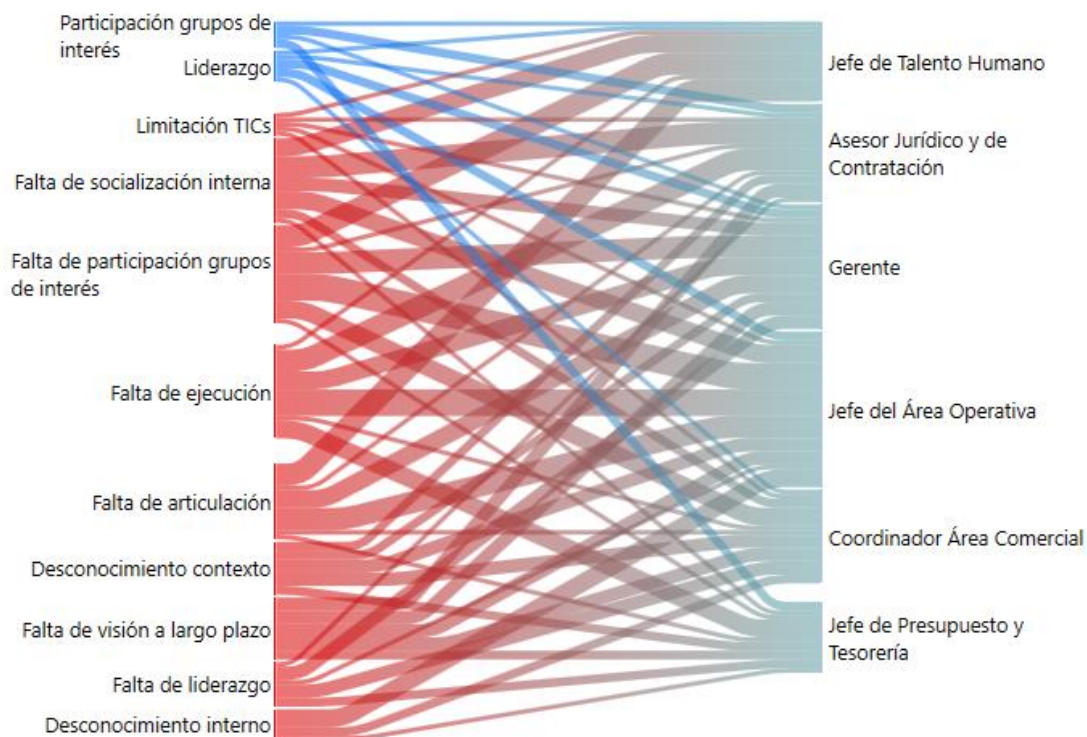 Participación grupos de
interés
Liderazgo
Limitación TICs
Falta de socialización interna
Falta de participación grupos
de interés
Falta de ejecución
Falta de articulación
Desconocimiento contexto
Falta de visión a largo plazo
Falta de liderazgo
Desconocimiento interno
Jefe de Talento Humano
Asesor Jurídico y de
Contratación
Gerente
Jefe del Área Operativa
Coordinador Área Comercial
Jefe de Presupuesto y
Tesorería